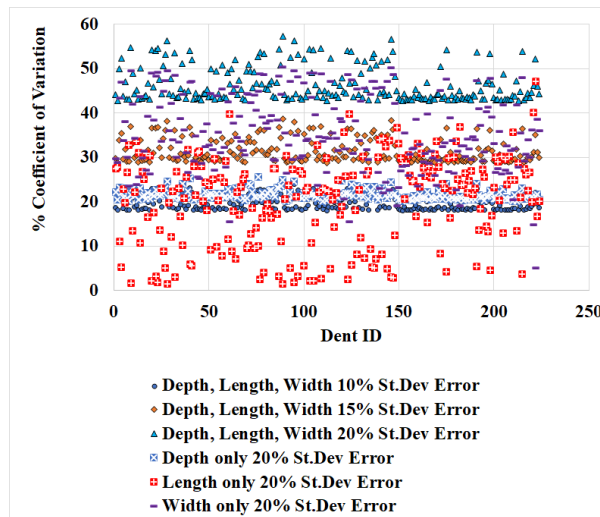 60
50
40
30
20
10
0
% Coefficient of Variation
0 50 100 150 200 250
Dent ID
Depth, Length, Width 10% St.Dev Error
Depth, Length, Width 15% St.Dev Error
Depth, Length, Width 20% St.Dev Error
Depth only 20% St.Dev Error
Length only 20% St.Dev Error
Width only 20% St.Dev Error